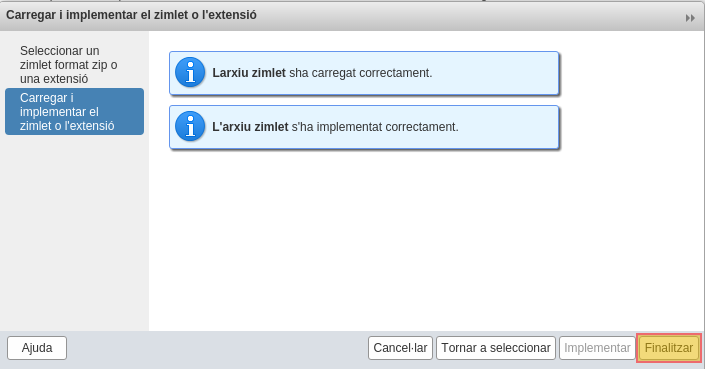 Carregar i implementar el zimlet o l'extensió
Seleccionar un
zimlet format zip o
una extensió
Carregar i
implementar el
zimlet o l'extensió
Larxiu zimlet sha carregat correctament.
L'arxiu zimlet s'ha implementat correctament.
Ajuda
Cancel·lar
Tornar a seleccionar
Implementar
Finalitzar